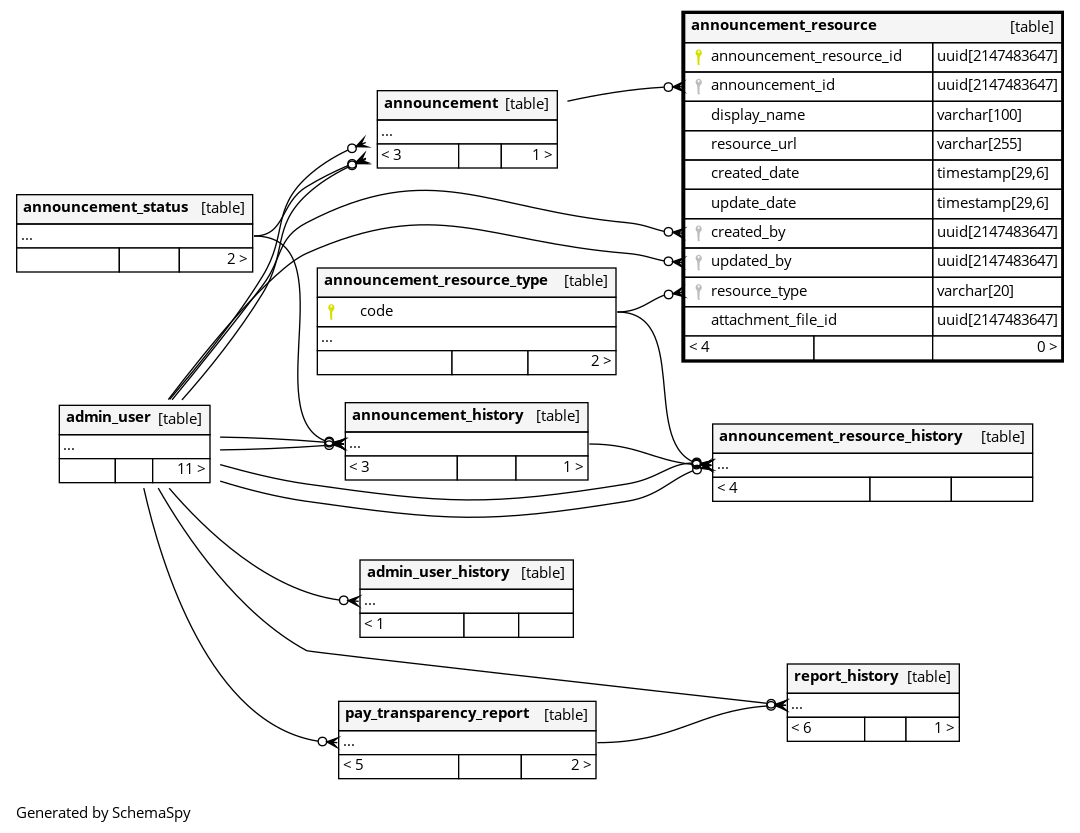 announcement_resource [table]
announcement_resource_id uuid[2147483647]
announcement_id uuid[2147483647]
display_name varchar[100]
resource_url varchar[255]
created_date timestamp[29,6]
update_date timestamp[29,6]
created_by uuid[2147483647]
updated_by uuid[2147483647]
resource_type varchar[20]
attachment_file_id uuid[2147483647]
< 4 0 >
announcement [table]
...
< 3 1 >
announcement_status [table]
...
2 >
announcement_resource_type [table]
code
...
2 >
admin_user [table]
...
11 >
announcement_history [table]
...
< 3 1 >
announcement_resource_history [table]
...
< 4
admin_user_history [table]
...
< 1
report_history [table]
...
< 6 1 >
pay_transparency_report [table]
...
< 5 2 >
Generated by SchemaSpy